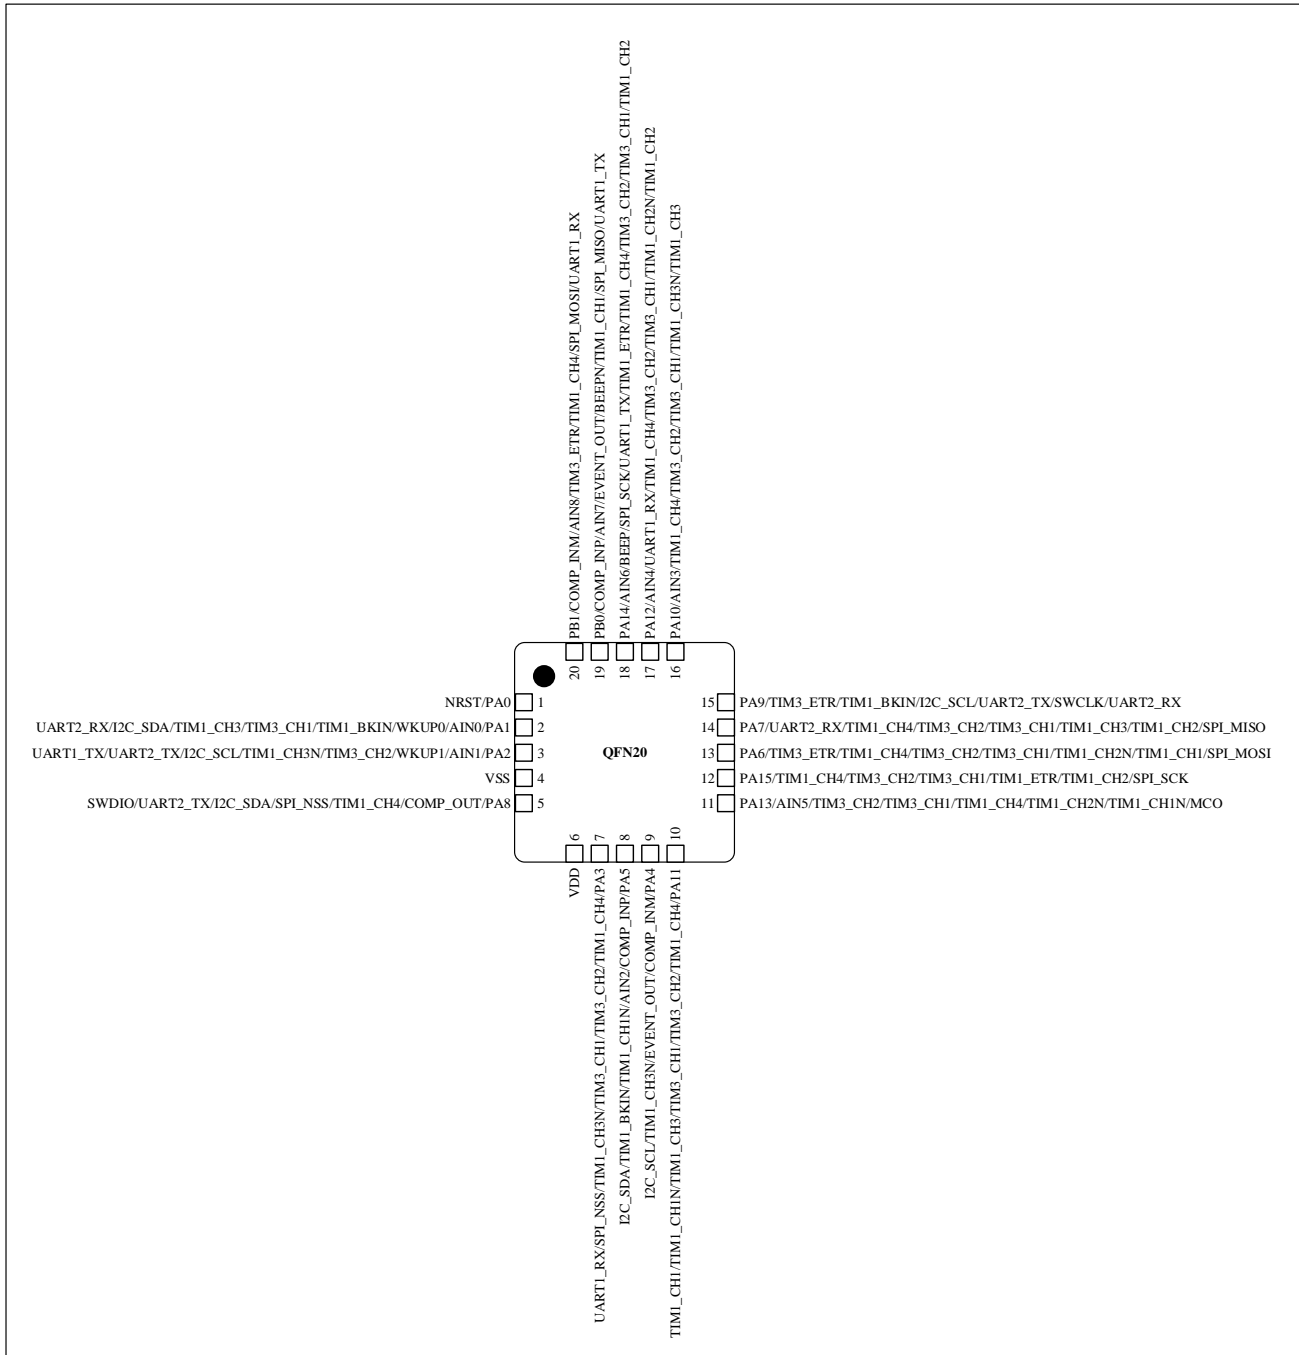 PB1/COMP_INM/AIN8/TIM3_ETR/TIM1_CH4/SPI_MOSI/UART1_RX
PB0/COMP_INP/AIN7/EVENT_OUT/BEEPN/TIM1_CH1/SPI_MISO/UART1_TX
PA14/AIN6/BEEP/SPI_SCK/UART1_TX/TIM1_ETR/TIM1_CH4/TIM3_CH2/TIM3_CH1/TIM1_CH2
PA12/AIN4/UART1_RX/TIM1_CH4/TIM3_CH2/TIM3_CH1/TIM1_CH2N/TIM1_CH2
PA10/AIN3/TIM1_CH4/TIM3_CH2/TIM3_CH1/TIM1_CH3N/TIM1_CH3
20
19
18
17
16
NRST/PA0 1
UART2_RX/I2C_SDA/TIM1_CH3/TIM3_CH1/TIM1_BKIN/WKUP0/AIN0/PA1 2
UART1_TX/UART2_TX/I2C_SCL/TIM1_CH3N/TIM3_CH2/WKUP1/AIN1/PA2 3
VSS 4
SWDIO/UART2_TX/I2C_SDA/SPI_NSS/TIM1_CH4/COMP_OUT/PA8 5
QFN20
15 PA9/TIM3_ETR/TIM1_BKIN/I2C_SCL/UART2_TX/SWCLK/UART2_RX
14 PA7/UART2_RX/TIM1_CH4/TIM3_CH2/TIM3_CH1/TIM1_CH3/TIM1_CH2/SPI_MISO
13 PA6/TIM3_ETR/TIM1_CH4/TIM3_CH2/TIM3_CH1/TIM1_CH2N/TIM1_CH1/SPI_MOSI
12 PA15/TIM1_CH4/TIM3_CH2/TIM3_CH1/TIM1_ETR/TIM1_CH2/SPI_SCK
11 PA13/AIN5/TIM3_CH2/TIM3_CH1/TIM1_CH4/TIM1_CH2N/TIM1_CH1N/MCO
6
7
8
9
10
VDD
UART1_RX/SPI_NSS/TIM1_CH3N/TIM3_CH1/TIM3_CH2/TIM1_CH4/PA3
I2C_SDA/TIM1_BKIN/TIM1_CH1N/AIN2/COMP_INP/PA5
I2C_SCL/TIM1_CH3N/EVENT_OUT/COMP_INM/PA4
TIM1_CH1/TIM1_CH1N/TIM1_CH3/TIM3_CH1/TIM3_CH2/TIM1_CH4/PA11